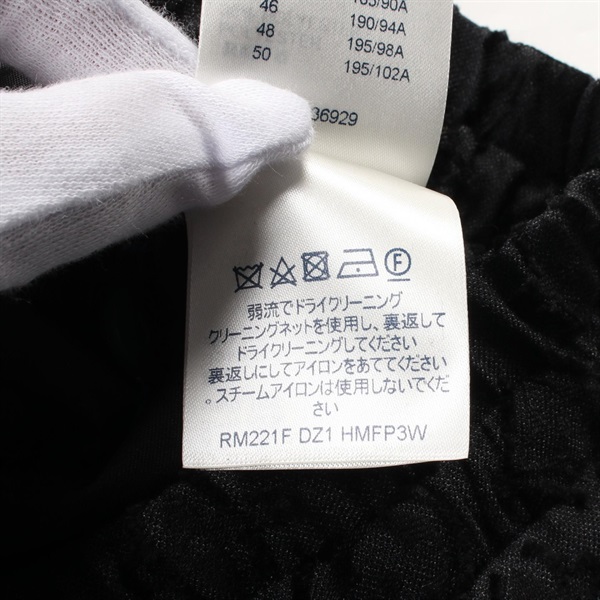 46
48 190/94A
50 195/98A
195/102A
36929
F
弱流でドライクリーニング
クリーニングネットを使用し、裏返して
ドライクリーニングしてください
裏返しにしてアイロンをあててください
。スチームアイロンは使用しないでくだ
さい
RM221F DZ1 HMFP3W